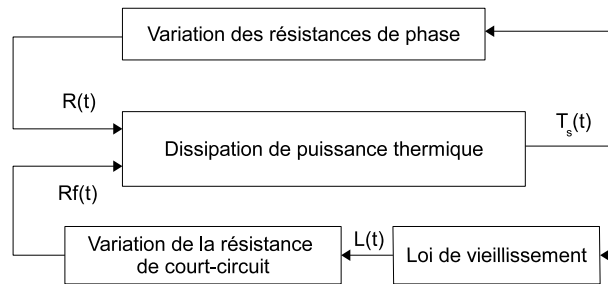 Variation des résistances de phase
R(t)
T_s(t)
Dissipation de puissance thermique
Rf(t)
Variation de la résistance
de court-circuit
L(t)
Loi de vieillissement